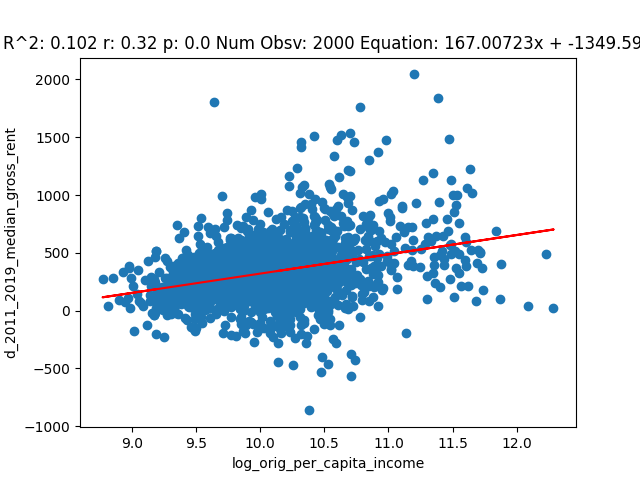 R^2: 0.102 r: 0.32 p: 0.0 Num Obsv: 2000 Equation: 167.00723x + -1349.59
2000
1500
1000
500
0
−500
−1000
d_2011_2019_median_gross_rent
9.0 9.5 10.0 10.5 11.0 11.5 12.0
log_orig_per_capita_income